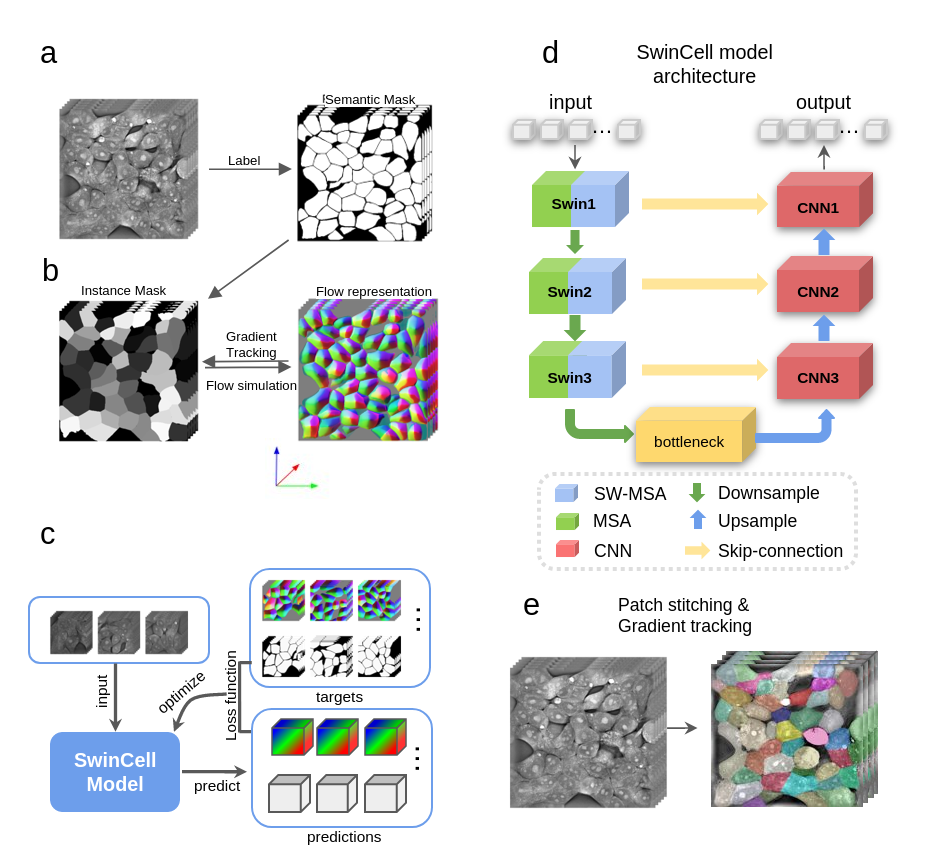 a
Semantic Mask
Label
b
Instance Mask
Flow representation
Gradient
Tracking
Flow simulation
c
input
optimize
Loss function
targets
SwinCell
Model
predict
predictions
d
SwinCell model
architecture
input
output
...
...
Swin1
CNN1
Swin2
CNN2
Swin3
CNN3
bottleneck
SW-MSA
Downsample
MSA
Upsample
CNN
Skip-connection
e
Patch stitching &
Gradient tracking